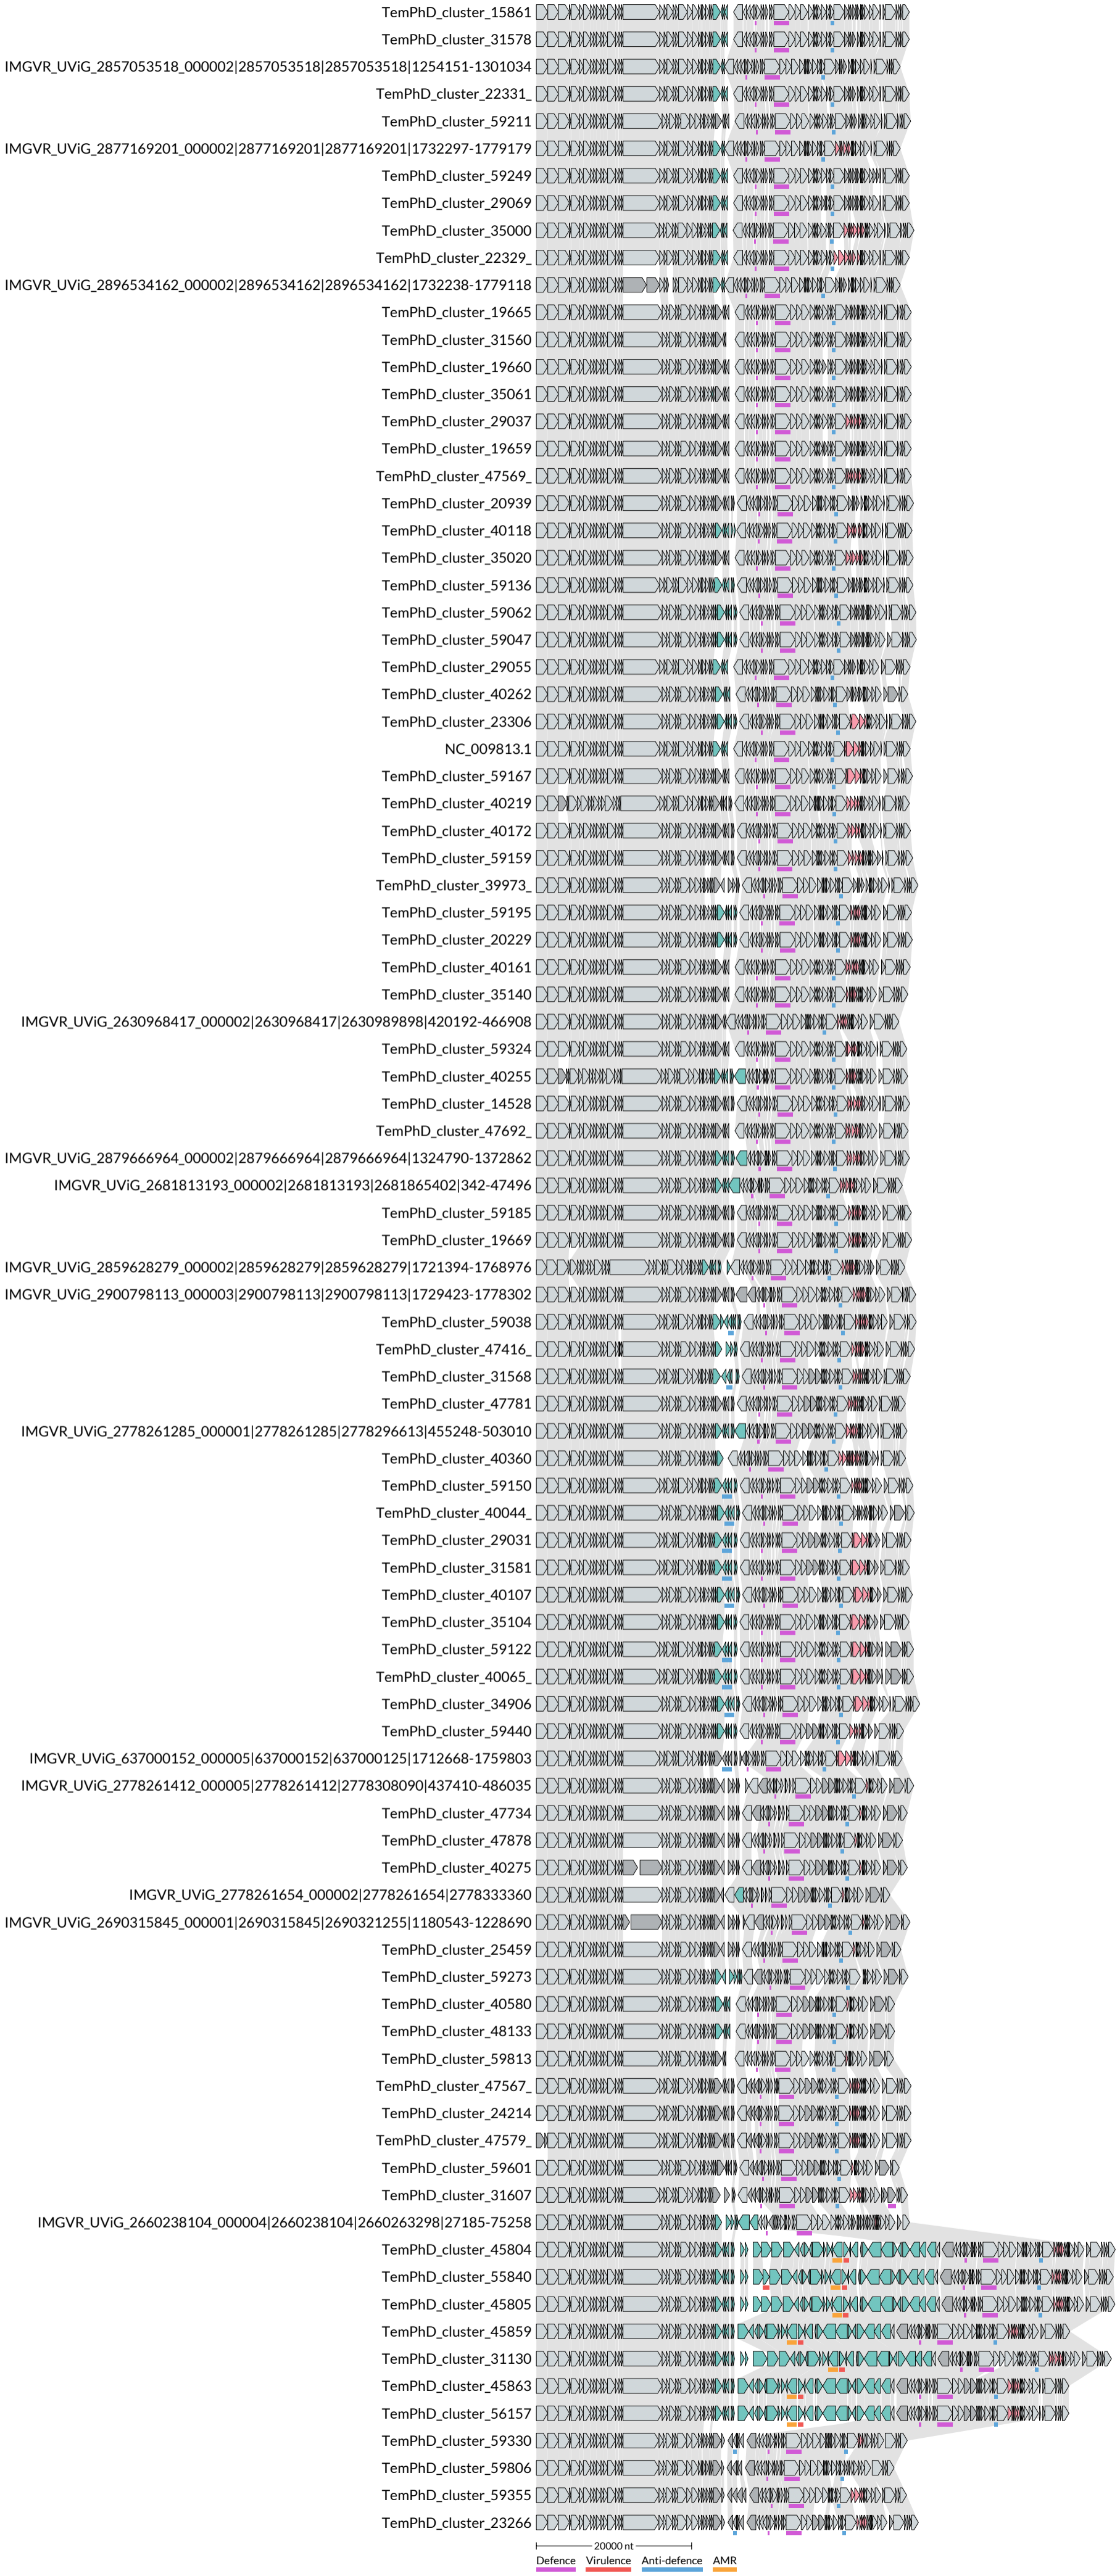 TemPhD_cluster_15861
TemPhD_cluster_31578
IMGVR_UViG_2857053518_000002|2857053518|2857053518|1254151-1301034
TemPhD_cluster_22331_
TemPhD_cluster_59211
IMGVR_UViG_2877169201_000002|2877169201|2877169201|1732297-1779179
TemPhD_cluster_59249
TemPhD_cluster_29069
TemPhD_cluster_35000
TemPhD_cluster_22329_
IMGVR_UViG_2896534162_000002|2896534162|2896534162|1732238-1779118
TemPhD_cluster_19665
TemPhD_cluster_31560
TemPhD_cluster_19660
TemPhD_cluster_35061
TemPhD_cluster_29037
TemPhD_cluster_19659
TemPhD_cluster_47569_
TemPhD_cluster_20939
TemPhD_cluster_40118
TemPhD_cluster_35020
TemPhD_cluster_59136
TemPhD_cluster_59062
TemPhD_cluster_59047
TemPhD_cluster_29055
TemPhD_cluster_40262
TemPhD_cluster_23306
NC_009813.1
TemPhD_cluster_59167
TemPhD_cluster_40219
TemPhD_cluster_40172
TemPhD_cluster_59159
TemPhD_cluster_39973_
TemPhD_cluster_59195
TemPhD_cluster_20229
TemPhD_cluster_40161
TemPhD_cluster_35140
IMGVR_UViG_2630968417_000002|2630968417|2630989898|420192-466908
TemPhD_cluster_59324
TemPhD_cluster_40255
TemPhD_cluster_14528
TemPhD_cluster_47692_
IMGVR_UViG_2879666964_000002|2879666964|2879666964|1324790-1372862
IMGVR_UViG_2681813193_000002|2681813193|2681865402|342-47496
TemPhD_cluster_59185
TemPhD_cluster_19669
IMGVR_UViG_2859628279_000002|2859628279|2859628279|1721394-1768976
IMGVR_UViG_2900798113_000003|2900798113|2900798113|1729423-1778302
TemPhD_cluster_59038
TemPhD_cluster_47416_
TemPhD_cluster_31568
TemPhD_cluster_47781
IMGVR_UViG_2778261285_000001|2778261285|2778296613|455248-503010
TemPhD_cluster_40360
TemPhD_cluster_59150
TemPhD_cluster_40044_
TemPhD_cluster_29031
TemPhD_cluster_31581
TemPhD_cluster_40107
TemPhD_cluster_35104
TemPhD_cluster_59122
TemPhD_cluster_40065_
TemPhD_cluster_34906
TemPhD_cluster_59440
IMGVR_UViG_637000152_000005|637000152|637000125|1712668-1759803
IMGVR_UViG_2778261412_000005|2778261412|2778308090|437410-486035
TemPhD_cluster_47734
TemPhD_cluster_47878
TemPhD_cluster_40275
IMGVR_UViG_2778261654_000002|2778261654|2778333360
IMGVR_UViG_2690315845_000001|2690315845|2690321255|1180543-1228690
TemPhD_cluster_25459
TemPhD_cluster_59273
TemPhD_cluster_40580
TemPhD_cluster_48133
TemPhD_cluster_59813
TemPhD_cluster_47567_
TemPhD_cluster_24214
TemPhD_cluster_47579_
TemPhD_cluster_59601
TemPhD_cluster_31607
IMGVR_UViG_2660238104_000004|2660238104|2660263298|27185-75258
TemPhD_cluster_45804
TemPhD_cluster_55840
TemPhD_cluster_45805
TemPhD_cluster_45859
TemPhD_cluster_31130
TemPhD_cluster_45863
TemPhD_cluster_56157
TemPhD_cluster_59330
TemPhD_cluster_59806
TemPhD_cluster_59355
TemPhD_cluster_23266
20000 nt
Defence Virulence Anti-defence AMR